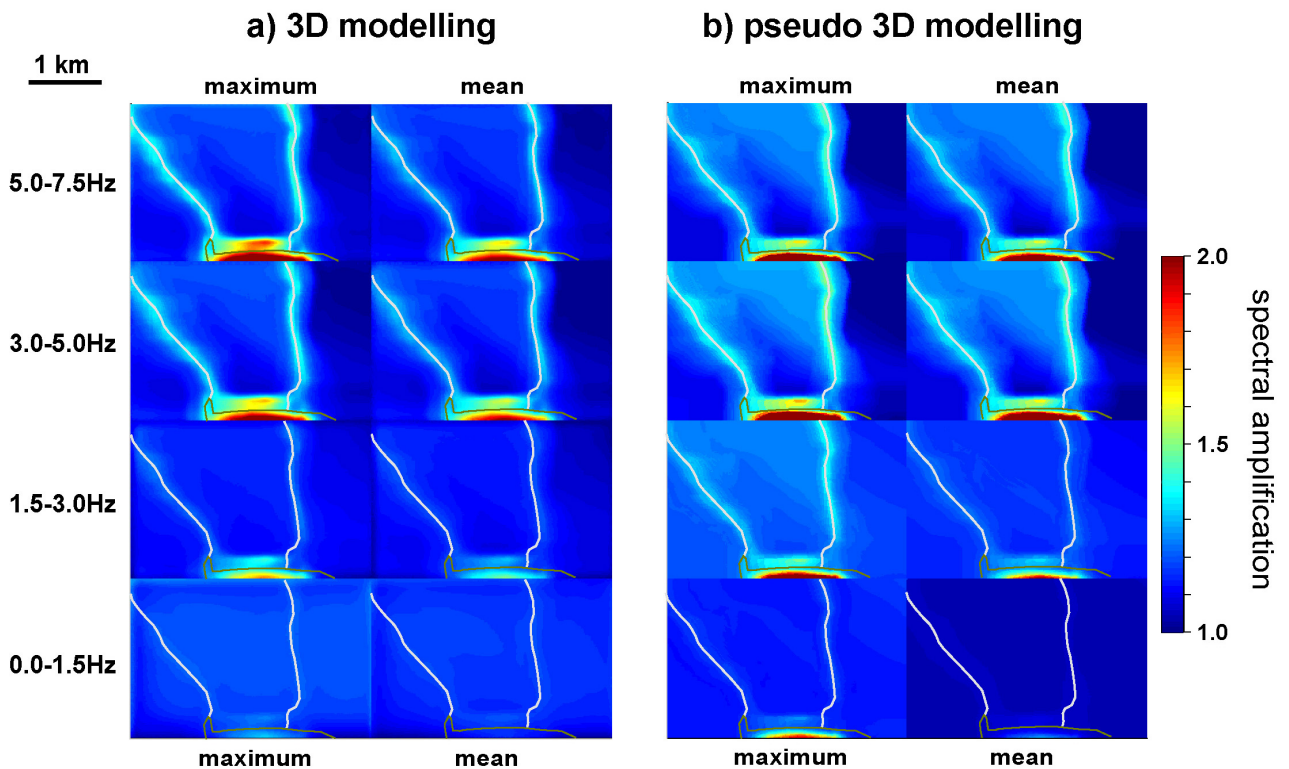 a) 3D modelling
b) pseudo 3D modelling
1 km
maximum
mean
maximum
mean
5.0-7.5Hz
3.0-5.0Hz
1.5-3.0Hz
0.0-1.5Hz
2.0
1.5
1.0
spectral amplification
maximum
mean
maximum
mean